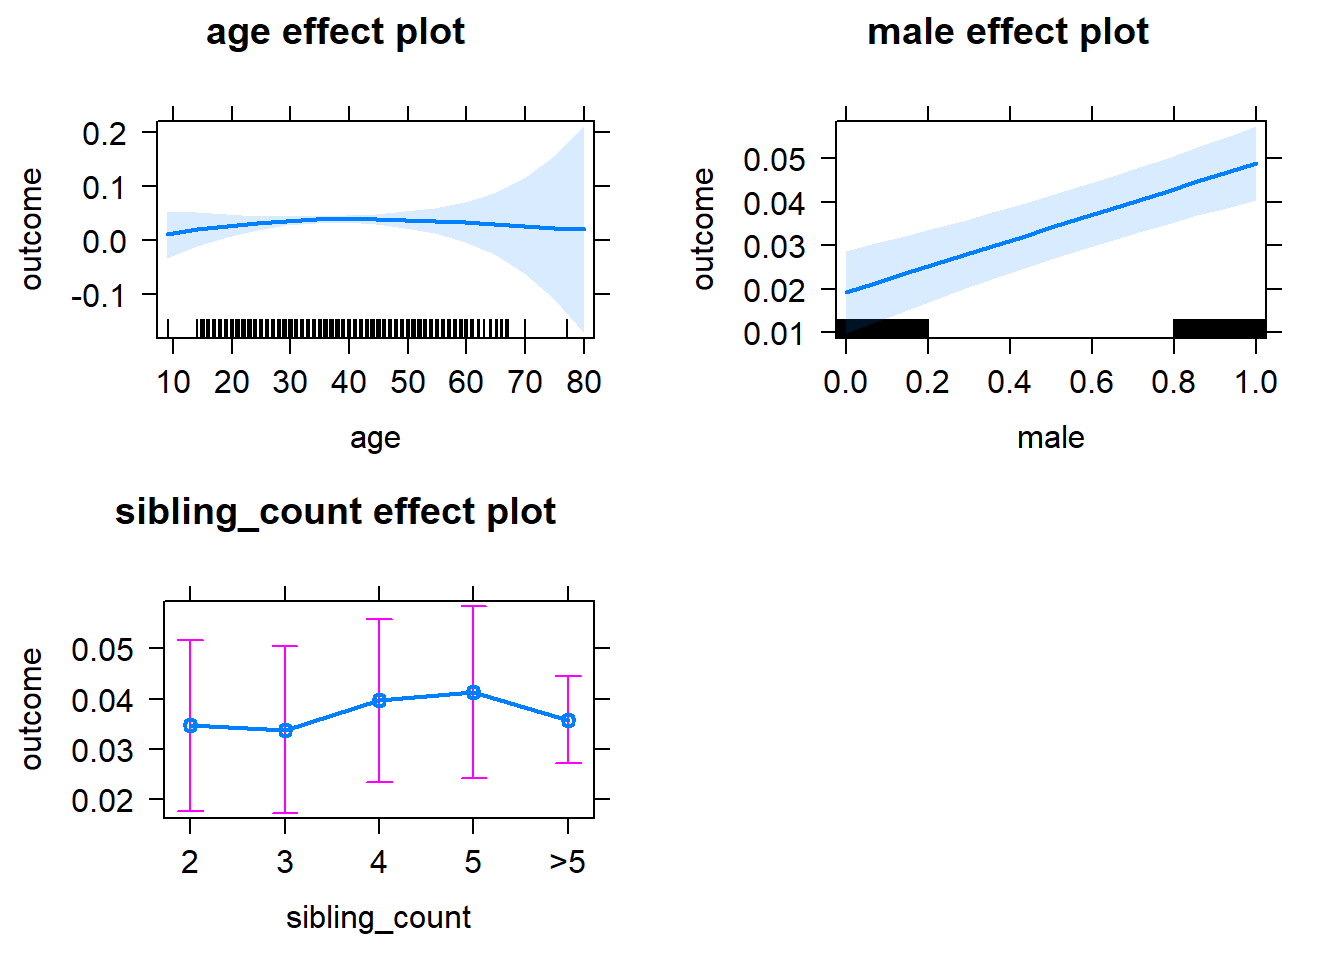 age effect plot
outcome
0.2
0.1
0.0
-0.1
10 20 30 40 50 60 70 80
age
male effect plot
outcome
0.05
0.04
0.03
0.02
0.01
0.0 0.2 0.4 0.6 0.8 1.0
male
sibling_count effect plot
outcome
0.05
0.04
0.03
0.02
2 3 4 5 >5
sibling_count